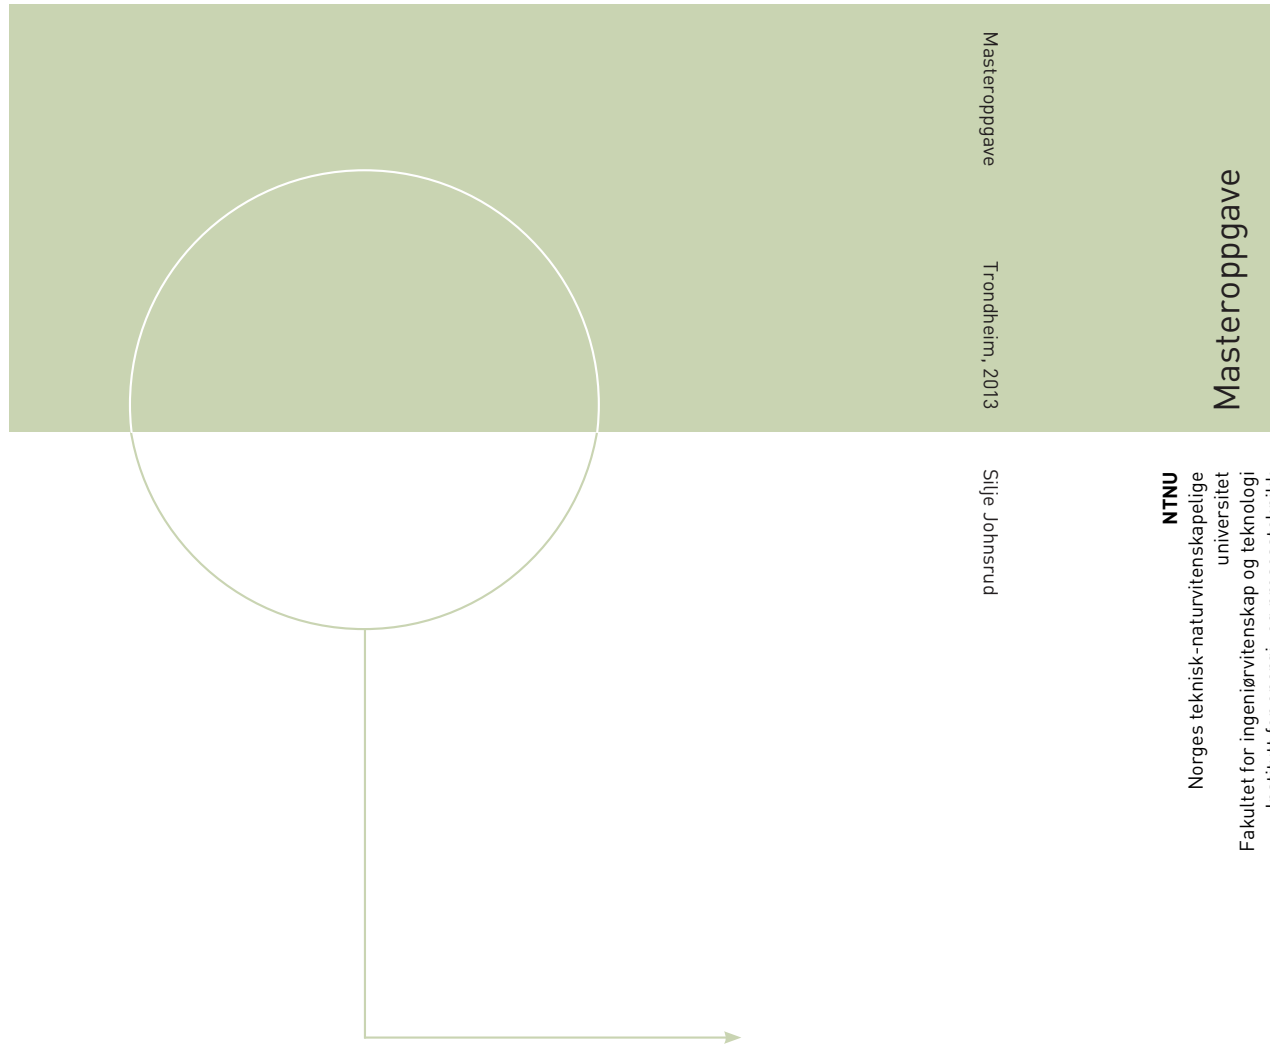 Masteroppgave
Trondheim, 2013
Silje Johnsrud
Masteroppgave
NTNU
Norges teknisk-naturvitenskapelige
universitet
Fakultet for ingeniørvitenskap og teknologi